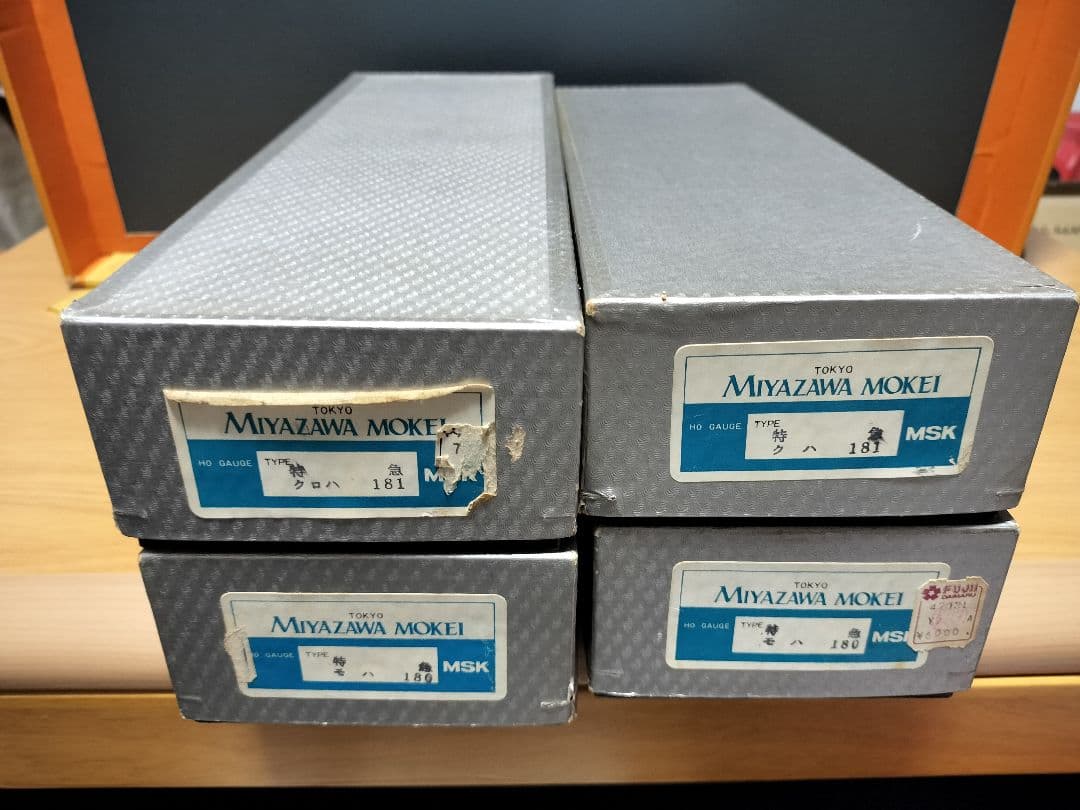 TOKYO
MIYAZAWA MOKEI
HO GAUGE
TYPE
特 急
クロハ 181
7
TOKYO
MIYAZAWA MOKEI
HO GAUGE
TYPE
特 急
クハ 181
MSK
TOKYO
MIYAZAWA MOKEI
GAUGE
TYPE
特 急
モハ 180
MSK
TOKYO
MIYAZAWA MOKEI
HO GAUGE
TYPE
特 急
モハ 180
FUJII